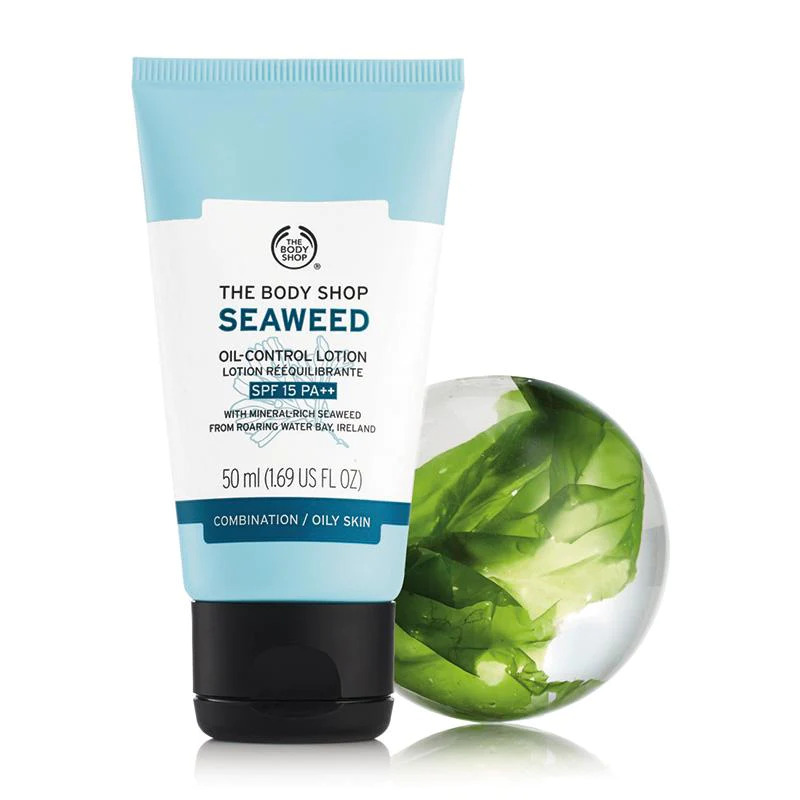 THE
BODY
SHOP
®
THE BODY SHOP
SEAWEED
OIL-CONTROL LOTION
LOTION RÉÉQUILIBRANTE
SPF 15 PA++
WITH MINERAL-RICH SEAWEED
FROM ROARING WATER BAY, IRELAND
50 ml (1.69 US FL OZ)
COMBINATION / OILY SKIN